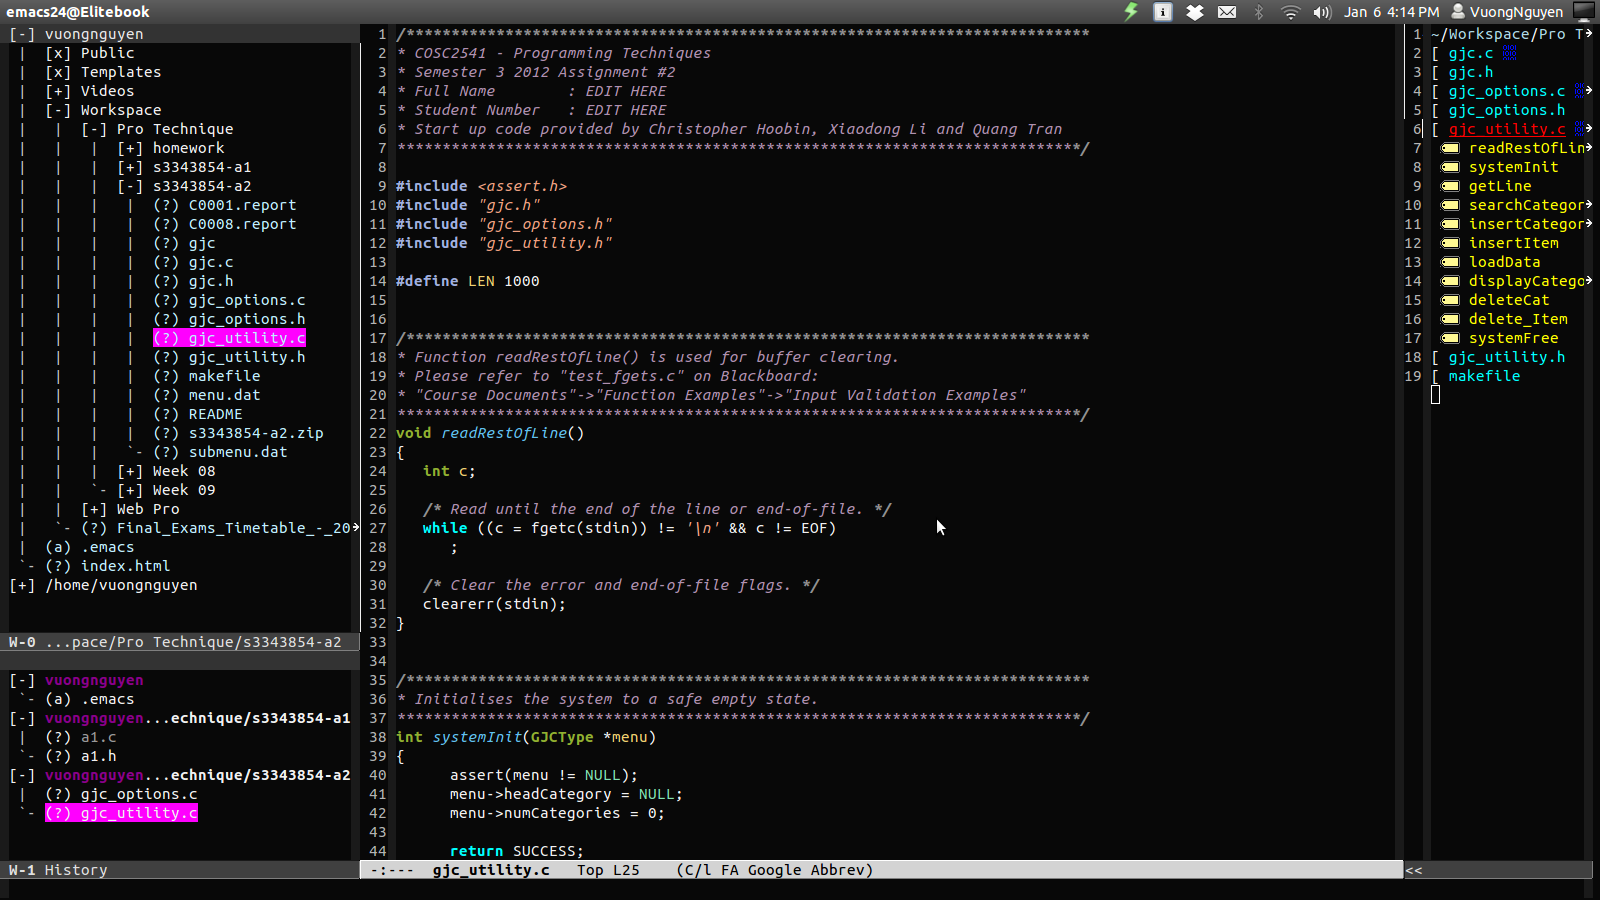 emacs24@Elitebook
Jan 6 4:14 PM VuongNguyen
[-] vuongnguyen
| [x] Public
| [x] Templates
| [+] Videos
| [-] Workspace
| | [-] Pro Technique
| | | [+] homework
| | | [+] s3343854-a1
| | | [-] s3343854-a2
| | | | (?) C0001.report
| | | | (?) C0008.report
| | | | (?) gjc
| | | | (?) gjc.c
| | | | (?) gjc.h
| | | | (?) gjc_options.c
| | | | (?) gjc_options.h
| | | | (?) gjc_utility.c
| | | | (?) gjc_utility.h
| | | | (?) makefile
| | | | (?) menu.dat
| | | | (?) README
| | | | (?) s3343854-a2.zip
| | | `- (?) submenu.dat
| | | [+] Week 08
| | `- [+] Week 09
| | [+] Web Pro
| `- (?) Final_Exams_Timetable_-_20
| (a) .emacs
`- (?) index.html
[+] /home/vuongnguyen
W-0 ...pace/Pro Technique/s3343854-a2
[-] vuongnguyen
`- (a) .emacs
[-] vuongnguyen...echnique/s3343854-a1
| (?) a1.c
`- (?) a1.h
[-] vuongnguyen...echnique/s3343854-a2
| (?) gjc_options.c
`- (?) gjc_utility.c
W-1 History
1 /****************************************************************************
2 * COSC2541 - Programming Techniques
3 * Semester 3 2012 Assignment #2
4 * Full Name        : EDIT HERE
5 * Student Number   : EDIT HERE
6 * Start up code provided by Christopher Hoobin, Xiaodong Li and Quang Tran
7 ****************************************************************************/
8
9 #include <assert.h>
10 #include "gjc.h"
11 #include "gjc_options.h"
12 #include "gjc_utility.h"
13
14 #define LEN 1000
15
16
17 /****************************************************************************
18 * Function readRestOfLine() is used for buffer clearing.
19 * Please refer to "test_fgets.c" on Blackboard:
20 * "Course Documents"->"Function Examples"->"Input Validation Examples"
21 ****************************************************************************/
22 void readRestOfLine()
23 {
24    int c;
25
26    /* Read until the end of the line or end-of-file. */
27    while ((c = fgetc(stdin)) != '\n' && c != EOF)
28       ;
29
30    /* Clear the error and end-of-file flags. */
31    clearerr(stdin);
32 }
33
34
35 /****************************************************************************
36 * Initialises the system to a safe empty state.
37 ****************************************************************************/
38 int systemInit(GJCType *menu)
39 {
40       assert(menu != NULL);
41       menu->headCategory = NULL;
42       menu->numCategories = 0;
43
44       return SUCCESS;
-:--- gjc_utility.c Top L25 (C/l FA Google Abbrev)
1 ~/Workspace/Pro T
2 [ gjc.c
3 [ gjc.h
4 [ gjc_options.c
5 [ gjc_options.h
6 [ gjc_utility.c
7 readRestOfLin
8 systemInit
9 getLine
10 searchCategor
11 insertCategor
12 insertItem
13 loadData
14 displayCatego
15 deleteCat
16 delete_Item
17 systemFree
18 [ gjc_utility.h
19 [ makefile
<<